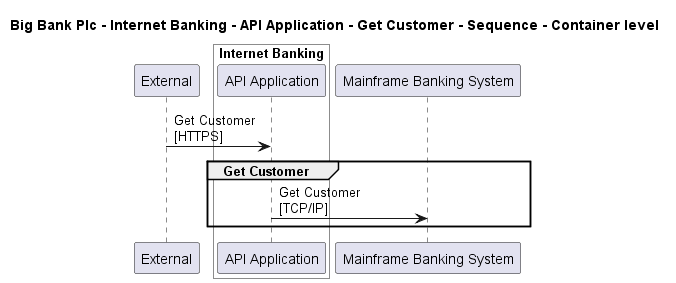 Big Bank Plc - Internet Banking - API Application - Get Customer - Sequence - Container level
Internet Banking
External
API Application
Mainframe Banking System
Get Customer
[HTTPS]
Get Customer
Get Customer
[TCP/IP]
External
API Application
Mainframe Banking System